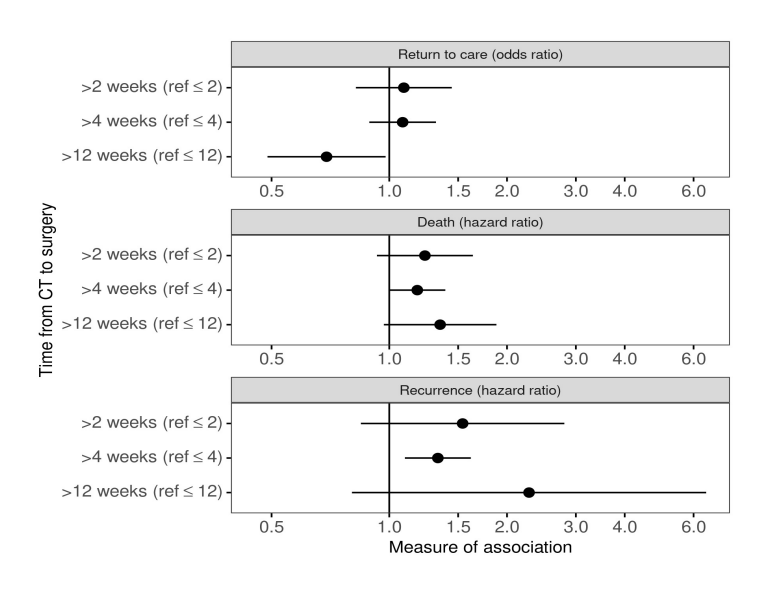 Return to care (odds ratio)
>2 weeks (ref ≤ 2)
>4 weeks (ref ≤ 4)
>12 weeks (ref ≤ 12)
0.5 1.0 1.5 2.0 3.0 4.0 6.0
Time from CT to surgery
Death (hazard ratio)
>2 weeks (ref ≤ 2)
>4 weeks (ref ≤ 4)
>12 weeks (ref ≤ 12)
0.5 1.0 1.5 2.0 3.0 4.0 6.0
Recurrence (hazard ratio)
>2 weeks (ref ≤ 2)
>4 weeks (ref ≤ 4)
>12 weeks (ref ≤ 12)
0.5 1.0 1.5 2.0 3.0 4.0 6.0
Measure of association